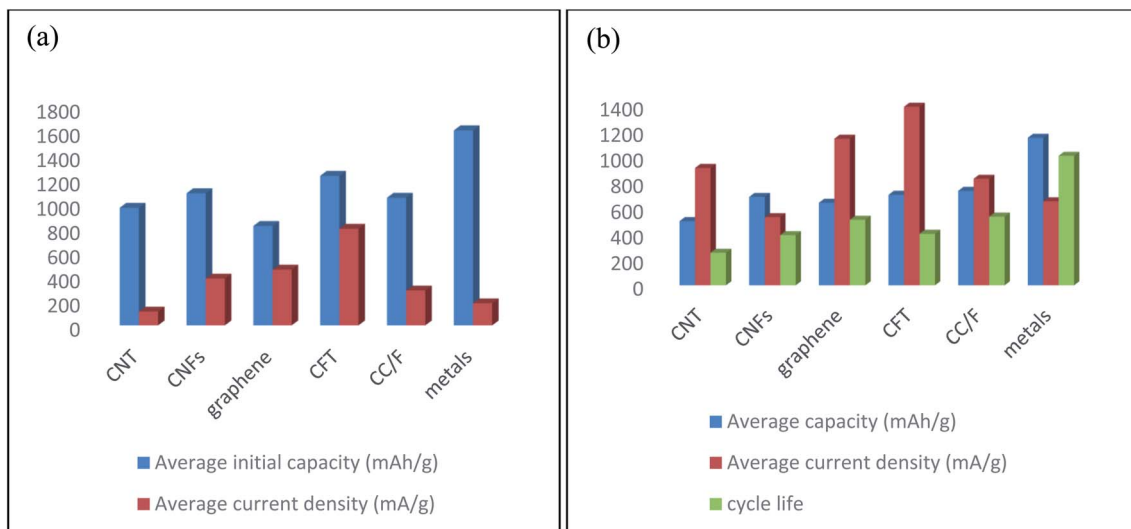 (a)
1800
1600
1400
1200
1000
800
600
400
200
0
CNT
CNFs
graphene
CFT
CC/F
metals
Average initial capacity (mAh/g)
Average current density (mA/g)
(b)
1400
1200
1000
800
600
400
200
0
CNT
CNFs
graphene
CFT
CC/F
metals
Average capacity (mAh/g)
Average current density (mA/g)
cycle life